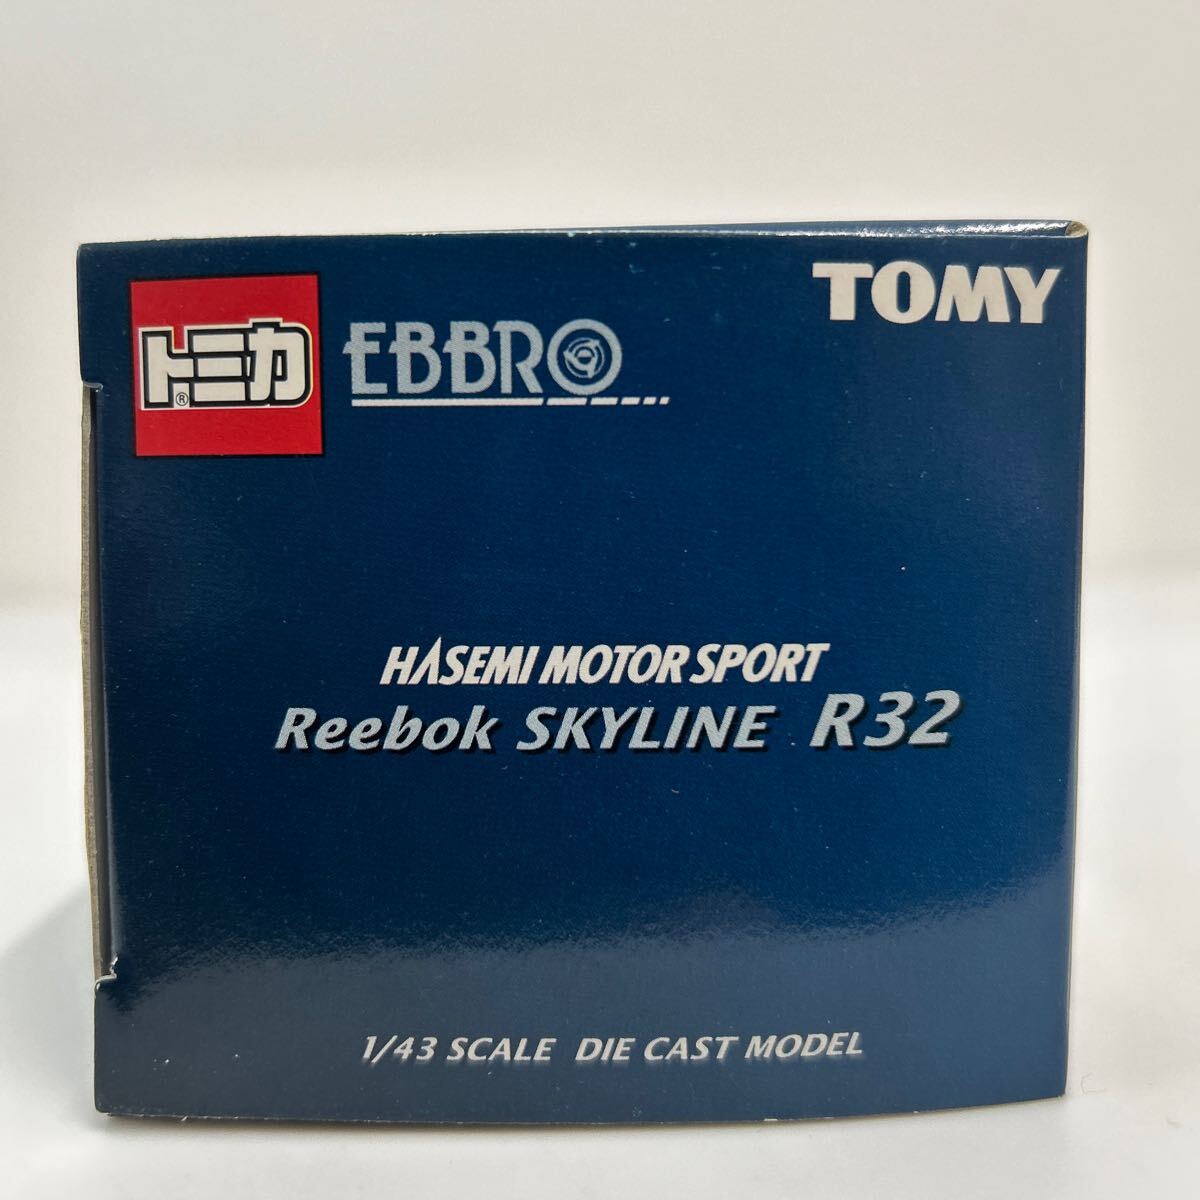 トミカ®
EBBRO
TOMY
HASEMI MOTOR SPORT
Reebok SKYLINE R32
1/43 SCALE DIE CAST MODEL